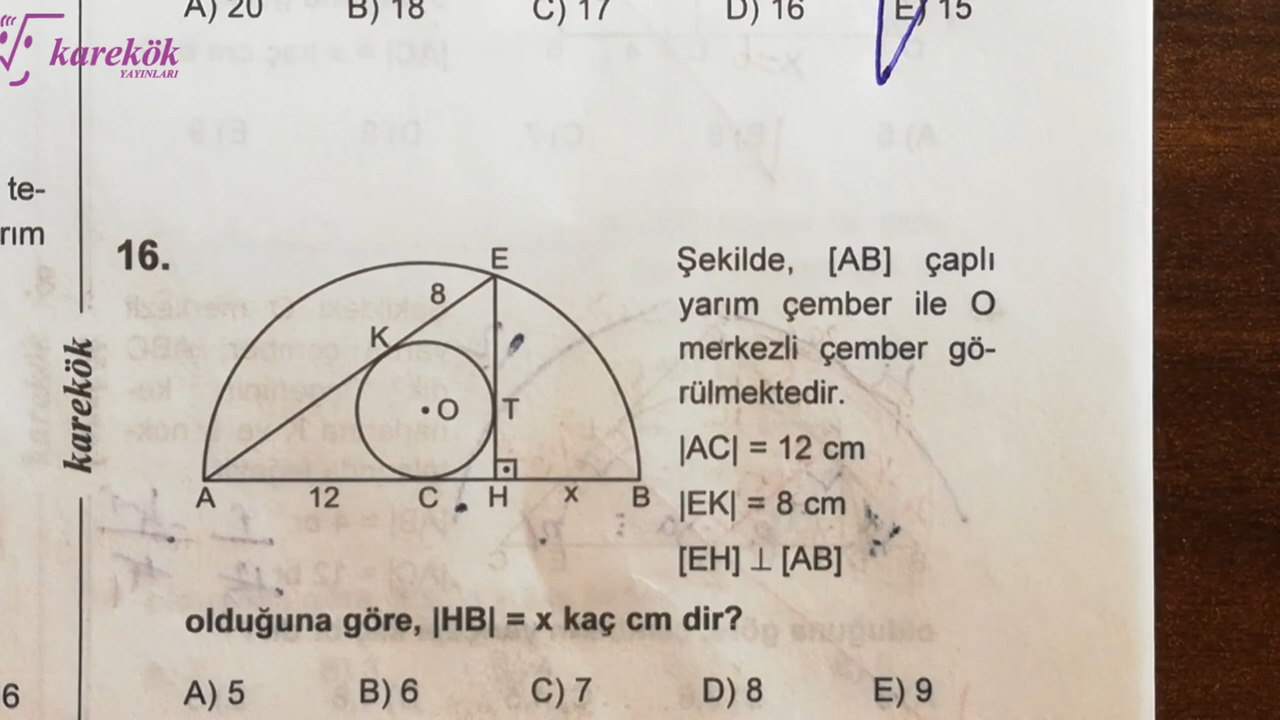 A) 20 B) 18 C) 17 D) 16 E) 15
karekök
YAYINLARI
te-
rım
karekök
6
16.
E
8
K
O
T
A 12 C H x B
Şekilde, [AB] çaplı
yarım çember ile O
merkezli çember gö-
rülmektedir.
|AC| = 12 cm
|EK| = 8 cm
[EH] ⊥ [AB]
olduğuna göre, |HB| = x kaç cm dir?
A) 5 B) 6 C) 7 D) 8 E) 9